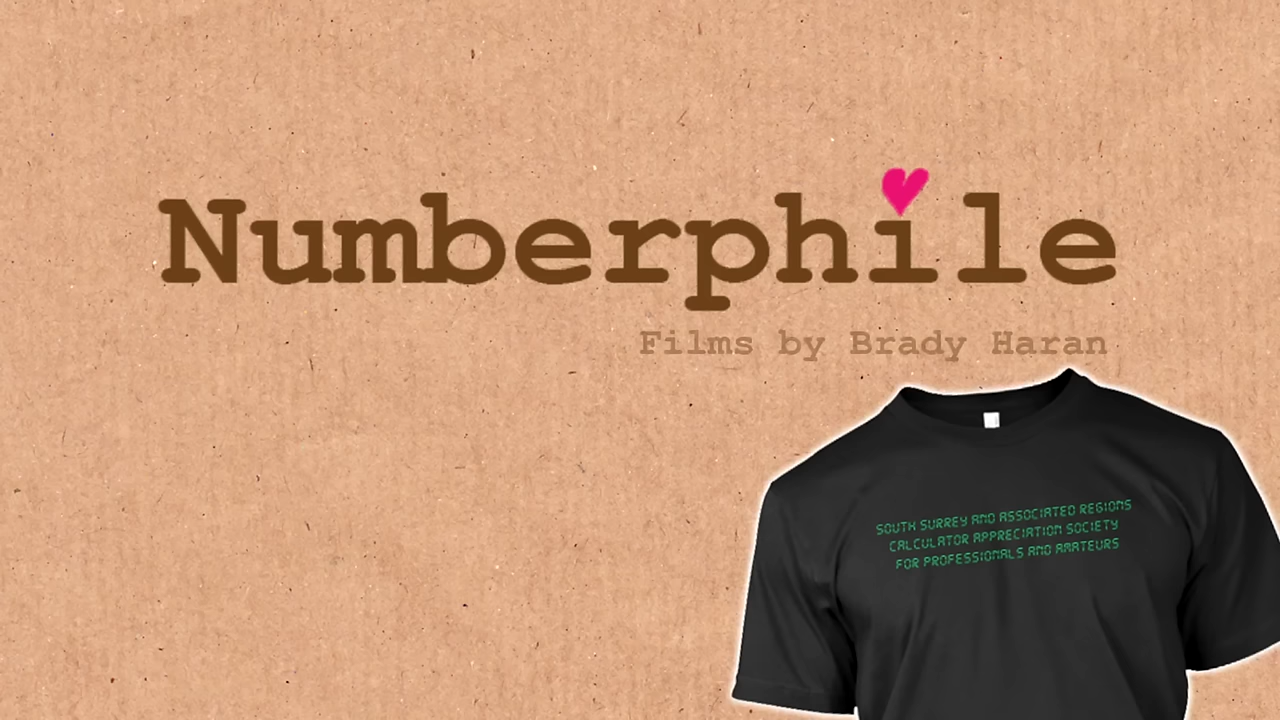 Numberphile
Films by Brady Haran
SOUTH SURREY AND ASSOCIATED REGIONS
CALCULATOR APPRECIATION SOCIETY
FOR PROFESSIONALS AND AMATEURS